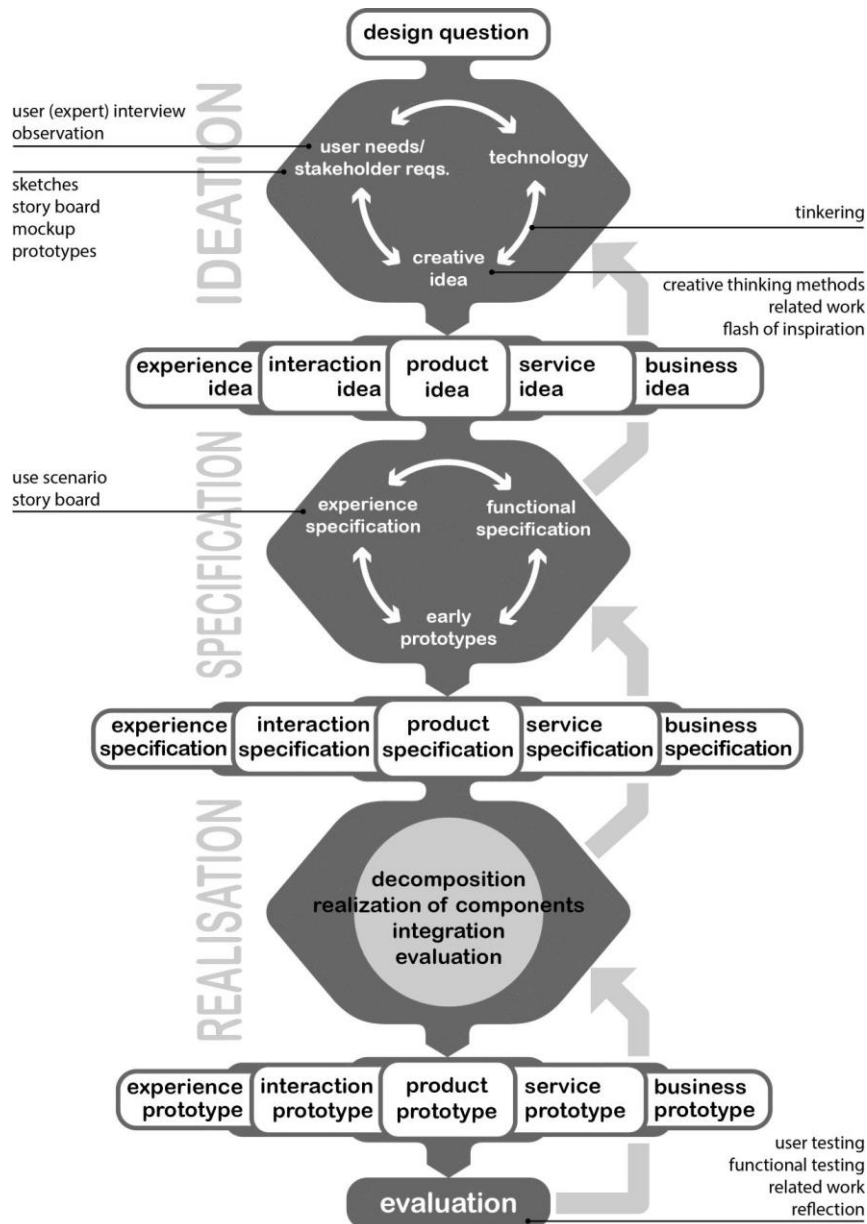 design question
IDEATION
user (expert) interview
observation
user needs/
stakeholder reqs.
technology
sketches
story board
mockup
prototypes
tinkering
creative
idea
creative thinking methods
related work
flash of inspiration
experience
idea
interaction
idea
product
idea
service
idea
business
idea
SPECIFICATION
use scenario
story board
experience
specification
functional
specification
early
prototypes
experience
specification
interaction
specification
product
specification
service
specification
business
specification
REALISATION
decomposition
realization of components
integration
evaluation
experience
prototype
interaction
prototype
product
prototype
service
prototype
business
prototype
evaluation
user testing
functional testing
related work
reflection